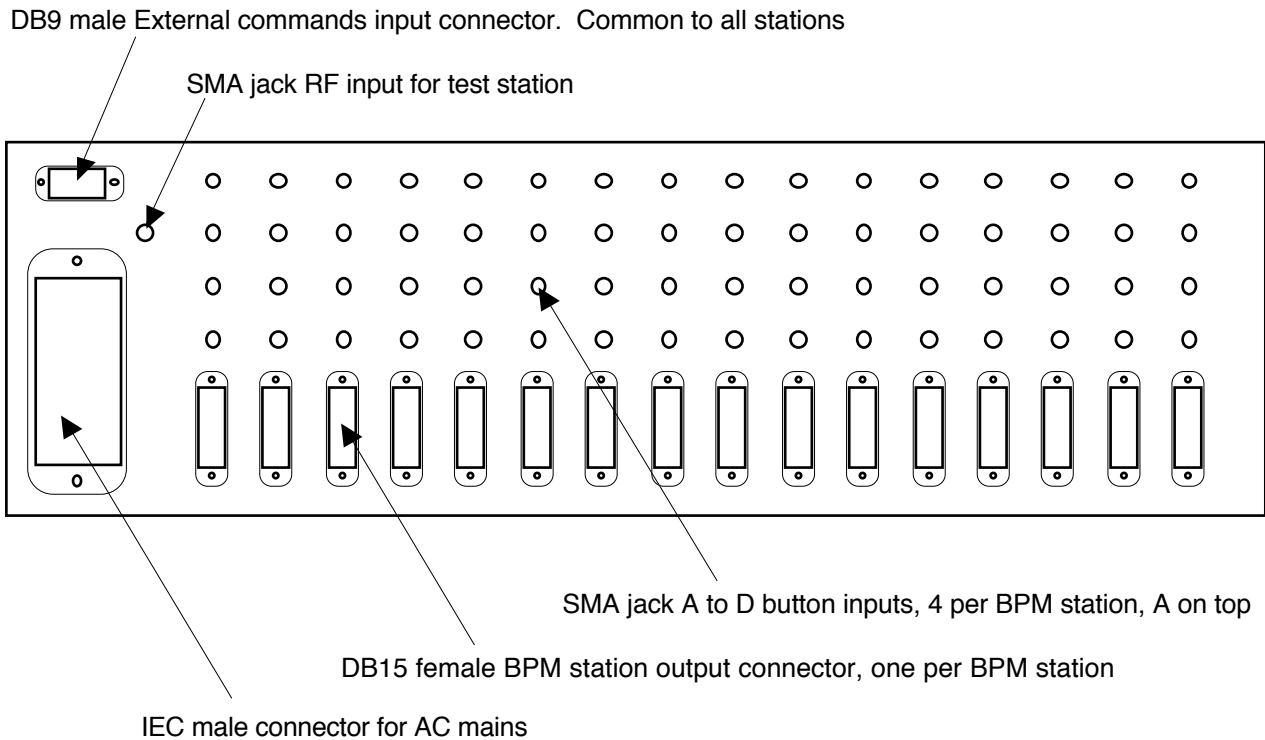 DB9 male External commands input connector.  Common to all stations
SMA jack RF input for test station
SMA jack A to D button inputs, 4 per BPM station, A on top
DB15 female BPM station output connector, one per BPM station
IEC male connector for AC mains